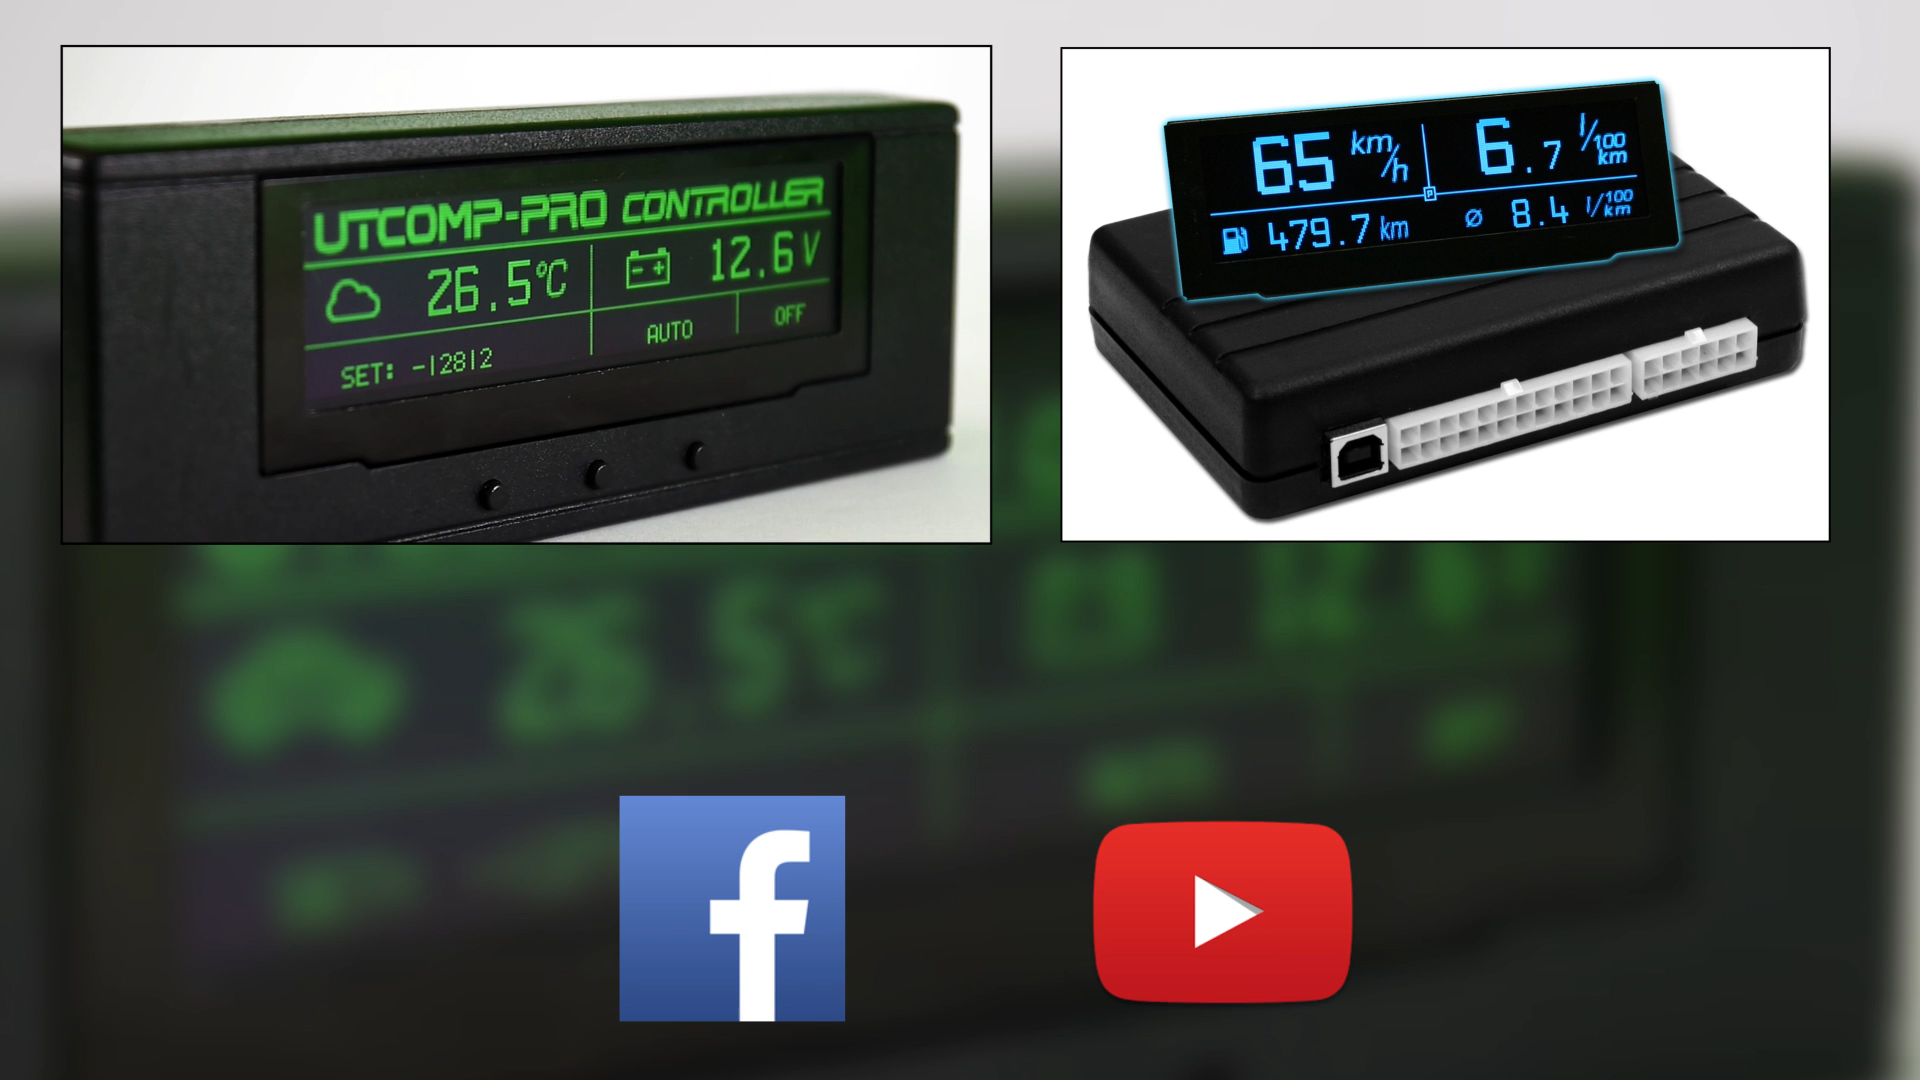 UTCOMP-PRO CONTROLLER
26.5°C 12.6V
SET: -12812 AUTO OFF
65 km/h 6.7 l/100 km
479.7 km ø 8.4 l/100 km
f